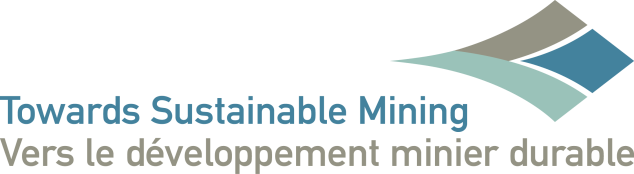 Towards Sustainable Mining
Vers le développement minier durable